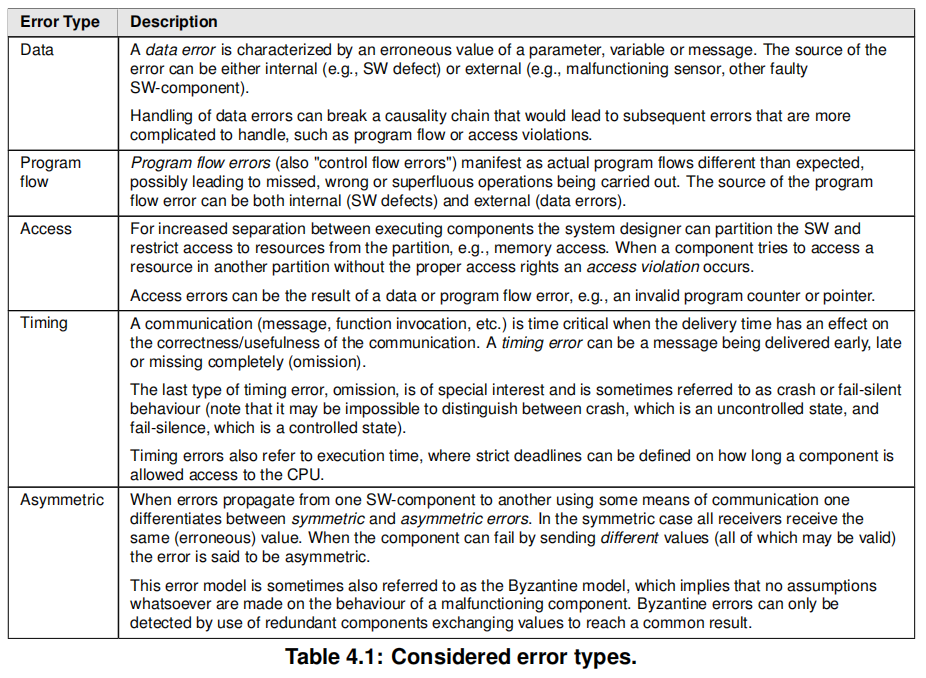 Error Type Description
Data
A data error is characterized by an erroneous value of a parameter, variable or message. The source of the
error can be either internal (e.g., SW defect) or external (e.g., malfunctioning sensor, other faulty
SW-component).
Handling of data errors can break a causality chain that would lead to subsequent errors that are more
complicated to handle, such as program flow or access violations.
Program
flow
Program flow errors (also "control flow errors") manifest as actual program flows different than expected,
possibly leading to missed, wrong or superfluous operations being carried out. The source of the program
flow error can be both internal (SW defects) and external (data errors).
Access
For increased separation between executing components the system designer can partition the SW and
restrict access to resources from the partition, e.g., memory access. When a component tries to access a
resource in another partition without the proper access rights an access violation occurs.
Access errors can be the result of a data or program flow error, e.g., an invalid program counter or pointer.
Timing
A communication (message, function invocation, etc.) is time critical when the delivery time has an effect on
the correctness/usefulness of the communication. A timing error can be a message being delivered early, late
or missing completely (omission).
The last type of timing error, omission, is of special interest and is sometimes referred to as crash or fail-silent
behaviour (note that it may be impossible to distinguish between crash, which is an uncontrolled state, and
fail-silence, which is a controlled state).
Timing errors also refer to execution time, where strict deadlines can be defined on how long a component is
allowed access to the CPU.
Asymmetric
When errors propagate from one SW-component to another using some means of communication one
differentiates between symmetric and asymmetric errors. In the symmetric case all receivers receive the
same (erroneous) value. When the component can fail by sending different values (all of which may be valid)
the error is said to be asymmetric.
This error model is sometimes also referred to as the Byzantine model, which implies that no assumptions
whatsoever are made on the behaviour of a malfunctioning component. Byzantine errors can only be
detected by use of redundant components exchanging values to reach a common result.
Table 4.1: Considered error types.